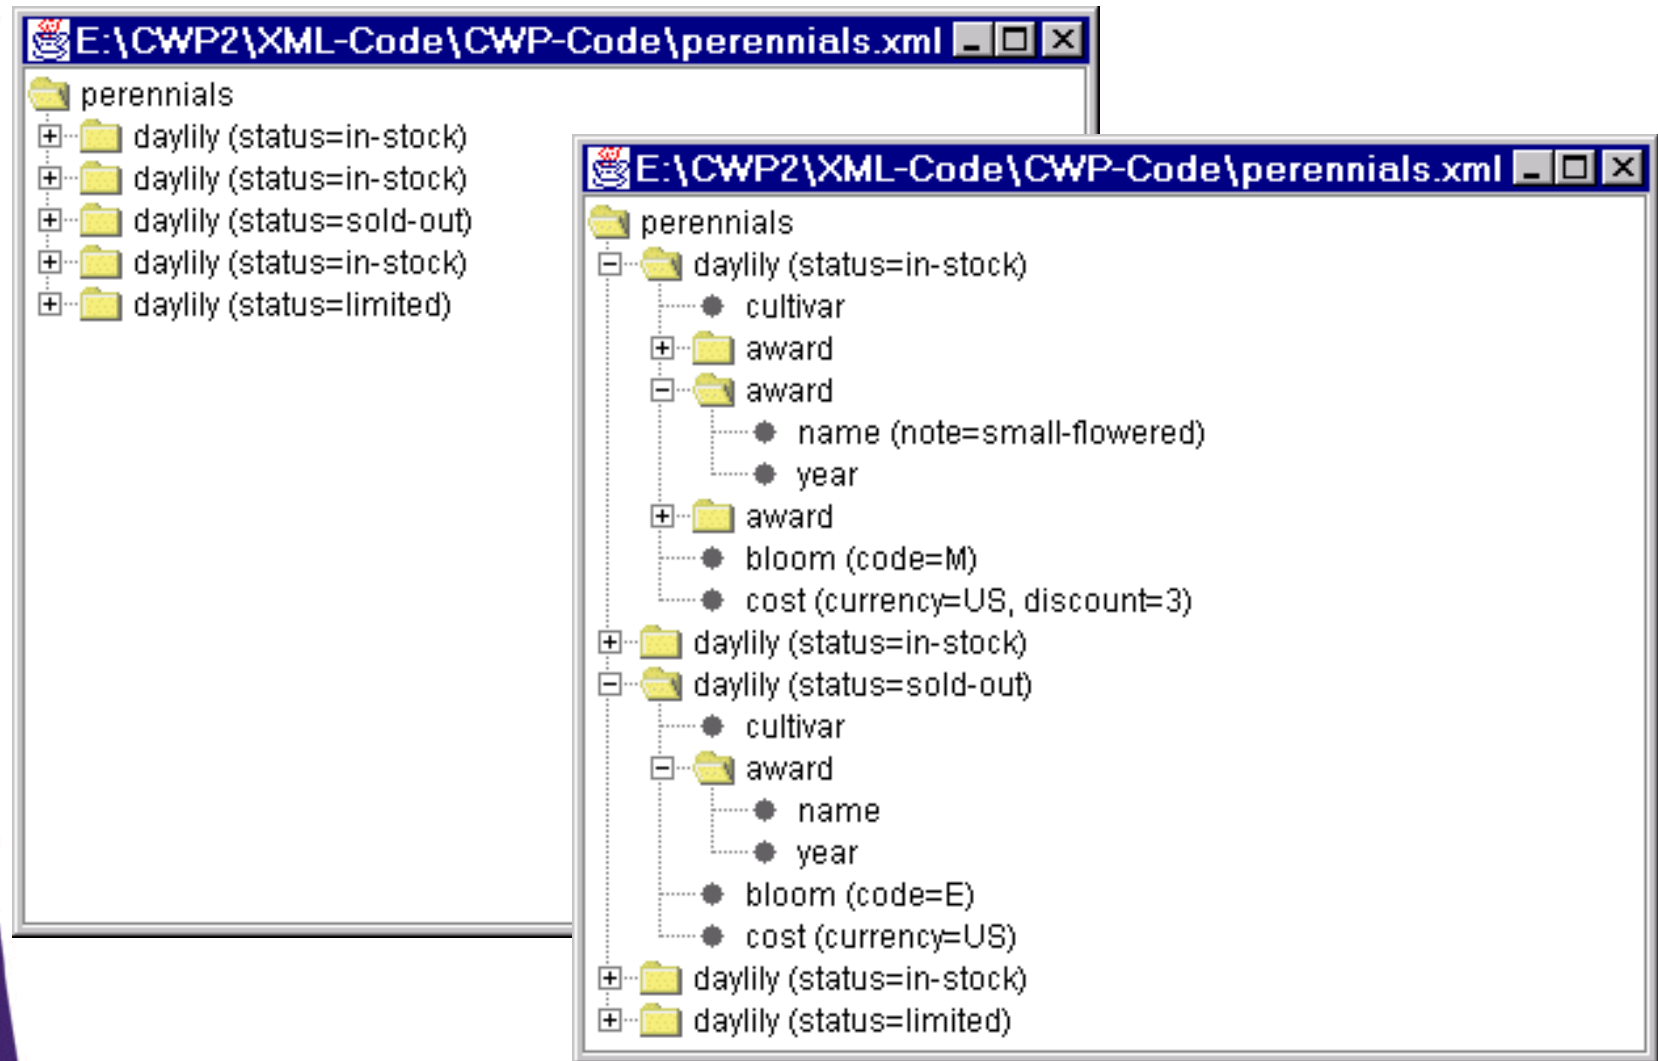 E:\CWP2\XML-Code\CWP-Code\perennials.xml
perennials
daylily (status=in-stock)
daylily (status=in-stock)
daylily (status=sold-out)
daylily (status=in-stock)
daylily (status=limited)
E:\CWP2\XML-Code\CWP-Code\perennials.xml
perennials
daylily (status=in-stock)
cultivar
award
award
name (note=small-flowered)
year
award
bloom (code=M)
cost (currency=US, discount=3)
daylily (status=in-stock)
daylily (status=sold-out)
cultivar
award
name
year
bloom (code=E)
cost (currency=US)
daylily (status=in-stock)
daylily (status=limited)